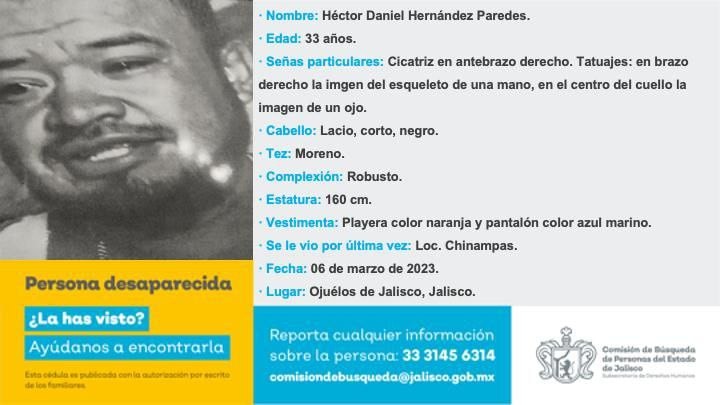 · Nombre: Héctor Daniel Hernández Paredes.
· Edad: 33 años.
· Señas particulares: Cicatriz en antebrazo derecho. Tatuajes: en brazo
derecho la imgen del esqueleto de una mano, en el centro del cuello la
imagen de un ojo.
· Cabello: Lacio, corto, negro.
· Tez: Moreno.
· Complexión: Robusto.
· Estatura: 160 cm.
· Vestimenta: Playera color naranja y pantalón color azul marino.
· Se le vio por última vez: Loc. Chinampas.
· Fecha: 06 de marzo de 2023.
· Lugar: Ojuélos de Jalisco, Jalisco.
Persona desaparecida
¿La has visto?
Ayúdanos a encontrarla
Esta cédula es publicada con la autorización por escrito
de los familiares.
Reporta cualquier información
sobre la persona: 33 3145 6314
comisiondebusqueda@jalisco.gob.mx
Comisión de Búsqueda
de Personas del Estado
de Jalisco
Subsecretaría de Derechos Humanos